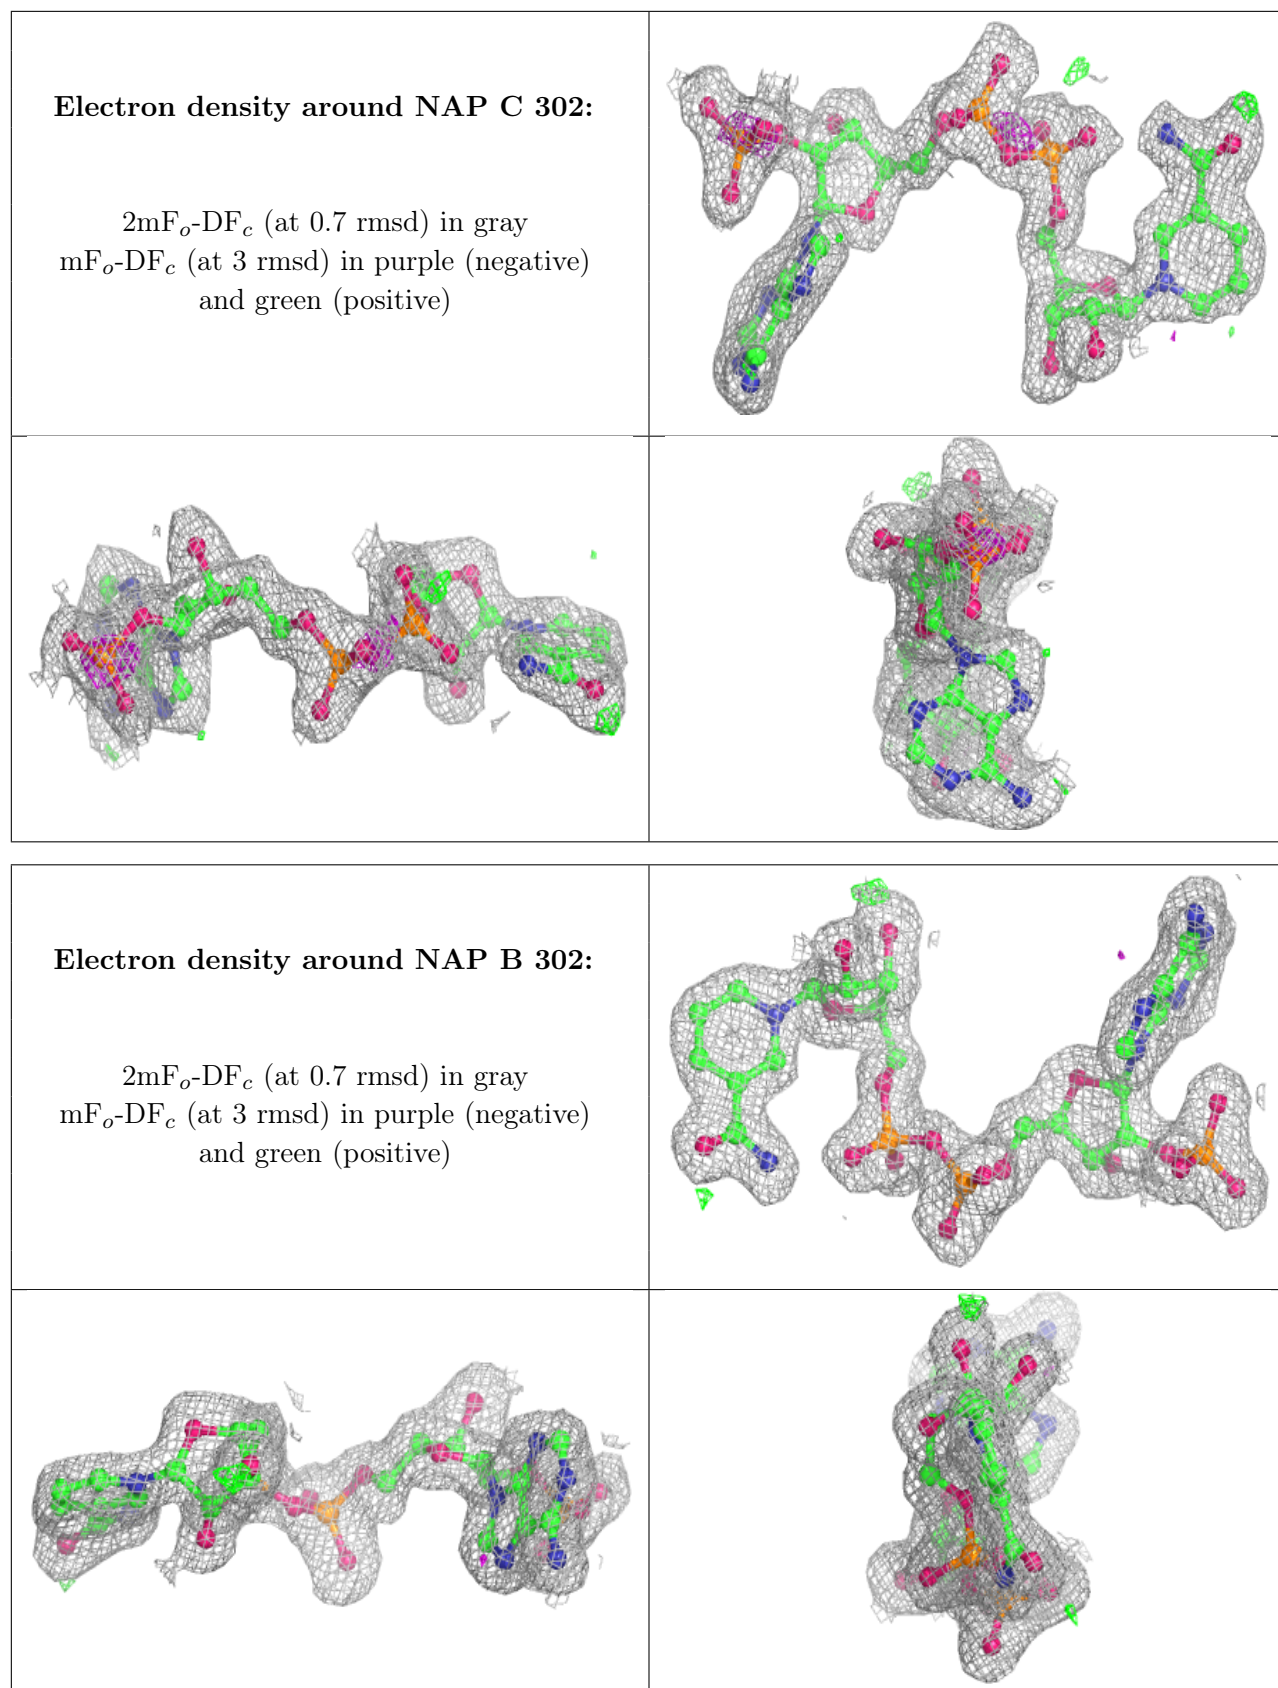 Electron density around NAP C 302:
2mFo-DFc (at 0.7 rmsd) in gray
mFo-DFc (at 3 rmsd) in purple (negative)
and green (positive)
Electron density around NAP B 302:
2mFo-DFc (at 0.7 rmsd) in gray
mFo-DFc (at 3 rmsd) in purple (negative)
and green (positive)